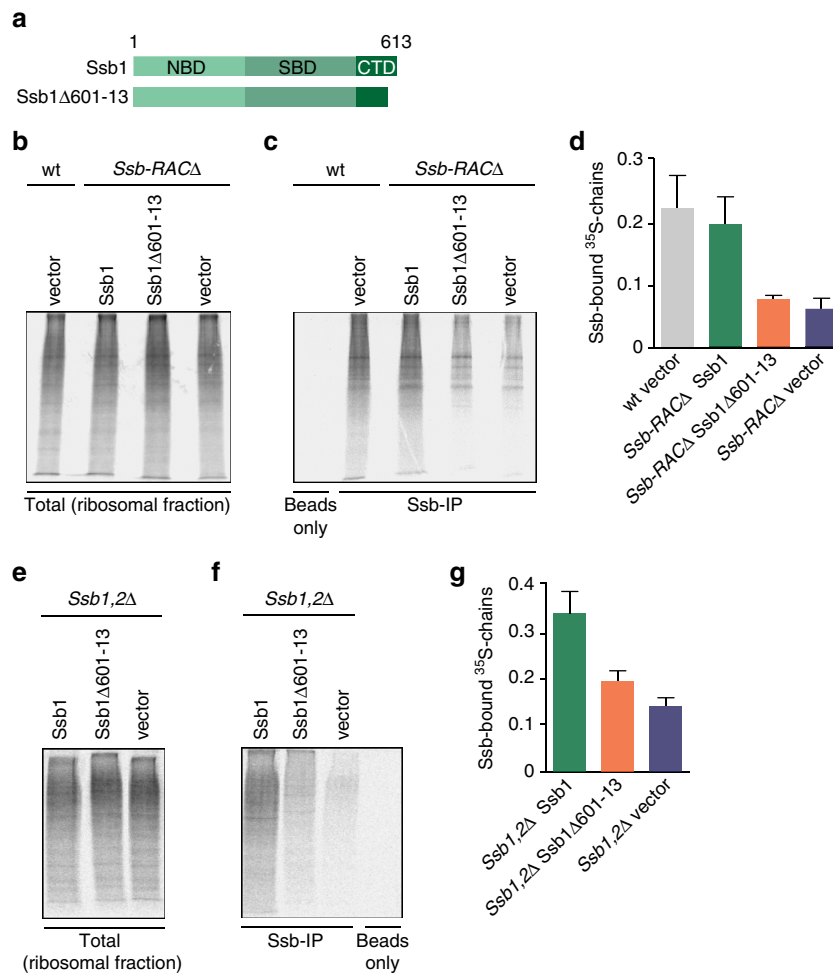 a
1 613
Ssb1 NBD SBD CTD
Ssb1Δ601-13
b
wt Ssb-RACΔ
vector Ssb1 Ssb1Δ601-13 vector
Total (ribosomal fraction)
c
wt Ssb-RACΔ
vector Ssb1 Ssb1Δ601-13 vector
Beads only Ssb-IP
d
Ssb-bound ³⁵S-chains
0.3
0.2
0.1
0
wt vector
Ssb-RACΔ Ssb1
Ssb-RACΔ Ssb1Δ601-13
Ssb-RACΔ vector
e
Ssb1,2Δ
Ssb1 Ssb1Δ601-13 vector
Total
(ribosomal fraction)
f
Ssb1,2Δ
Ssb1 Ssb1Δ601-13 vector
Ssb-IP Beads only
g
Ssb-bound ³⁵S-chains
0.4
0.3
0.2
0.1
0
Ssb1,2Δ Ssb1
Ssb1,2Δ Ssb1Δ601-13
Ssb1,2Δ vector